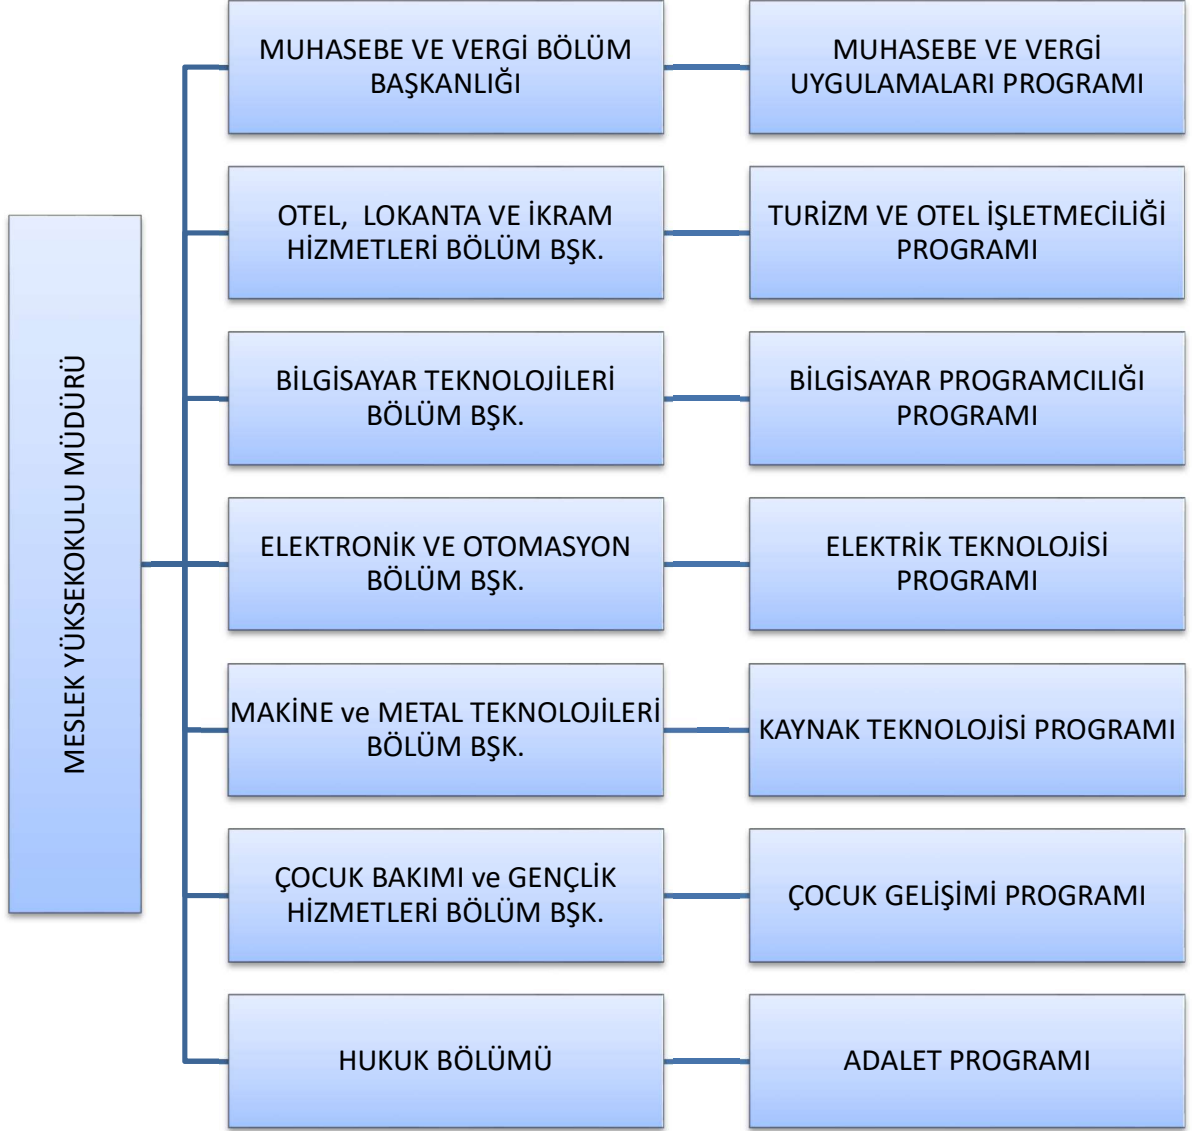 MESLEK YÜKSEKOKULU MÜDÜRÜ
MUHASEBE VE VERGİ BÖLÜM
BAŞKANLIĞI
MUHASEBE VE VERGİ
UYGULAMALARI PROGRAMI
OTEL,  LOKANTA VE İKRAM
HİZMETLERİ BÖLÜM BŞK.
TURİZM VE OTEL İŞLETMECİLİĞİ
PROGRAMI
BİLGİSAYAR TEKNOLOJİLERİ
BÖLÜM BŞK.
BİLGİSAYAR PROGRAMCILIĞI
PROGRAMI
ELEKTRONİK VE OTOMASYON
BÖLÜM BŞK.
ELEKTRİK TEKNOLOJİSİ
PROGRAMI
MAKİNE ve METAL TEKNOLOJİLERİ
BÖLÜM BŞK.
KAYNAK TEKNOLOJİSİ PROGRAMI
ÇOCUK BAKIMI ve GENÇLİK
HİZMETLERİ BÖLÜM BŞK.
ÇOCUK GELİŞİMİ PROGRAMI
HUKUK BÖLÜMÜ
ADALET PROGRAMI